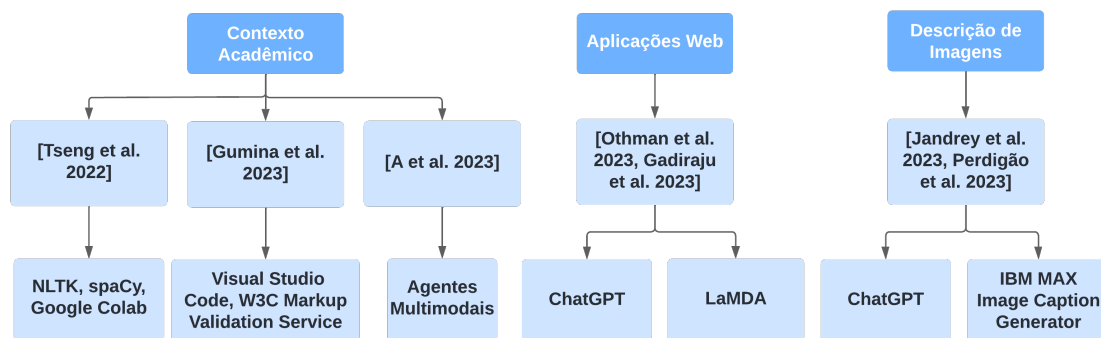 Contexto
Acadêmico
Aplicações Web
Descrição de
Imagens
[Tseng et al.
2022]
[Gumina et al.
2023]
[A et al. 2023]
[Othman et al.
2023, Gadiraju
et al. 2023]
[Jandrey et al.
2023, Perdigão
et al. 2023]
NLTK, spaCy,
Google Colab
Visual Studio
Code, W3C Markup
Validation Service
Agentes
Multimodais
ChatGPT
LaMDA
ChatGPT
IBM MAX
Image Caption
Generator